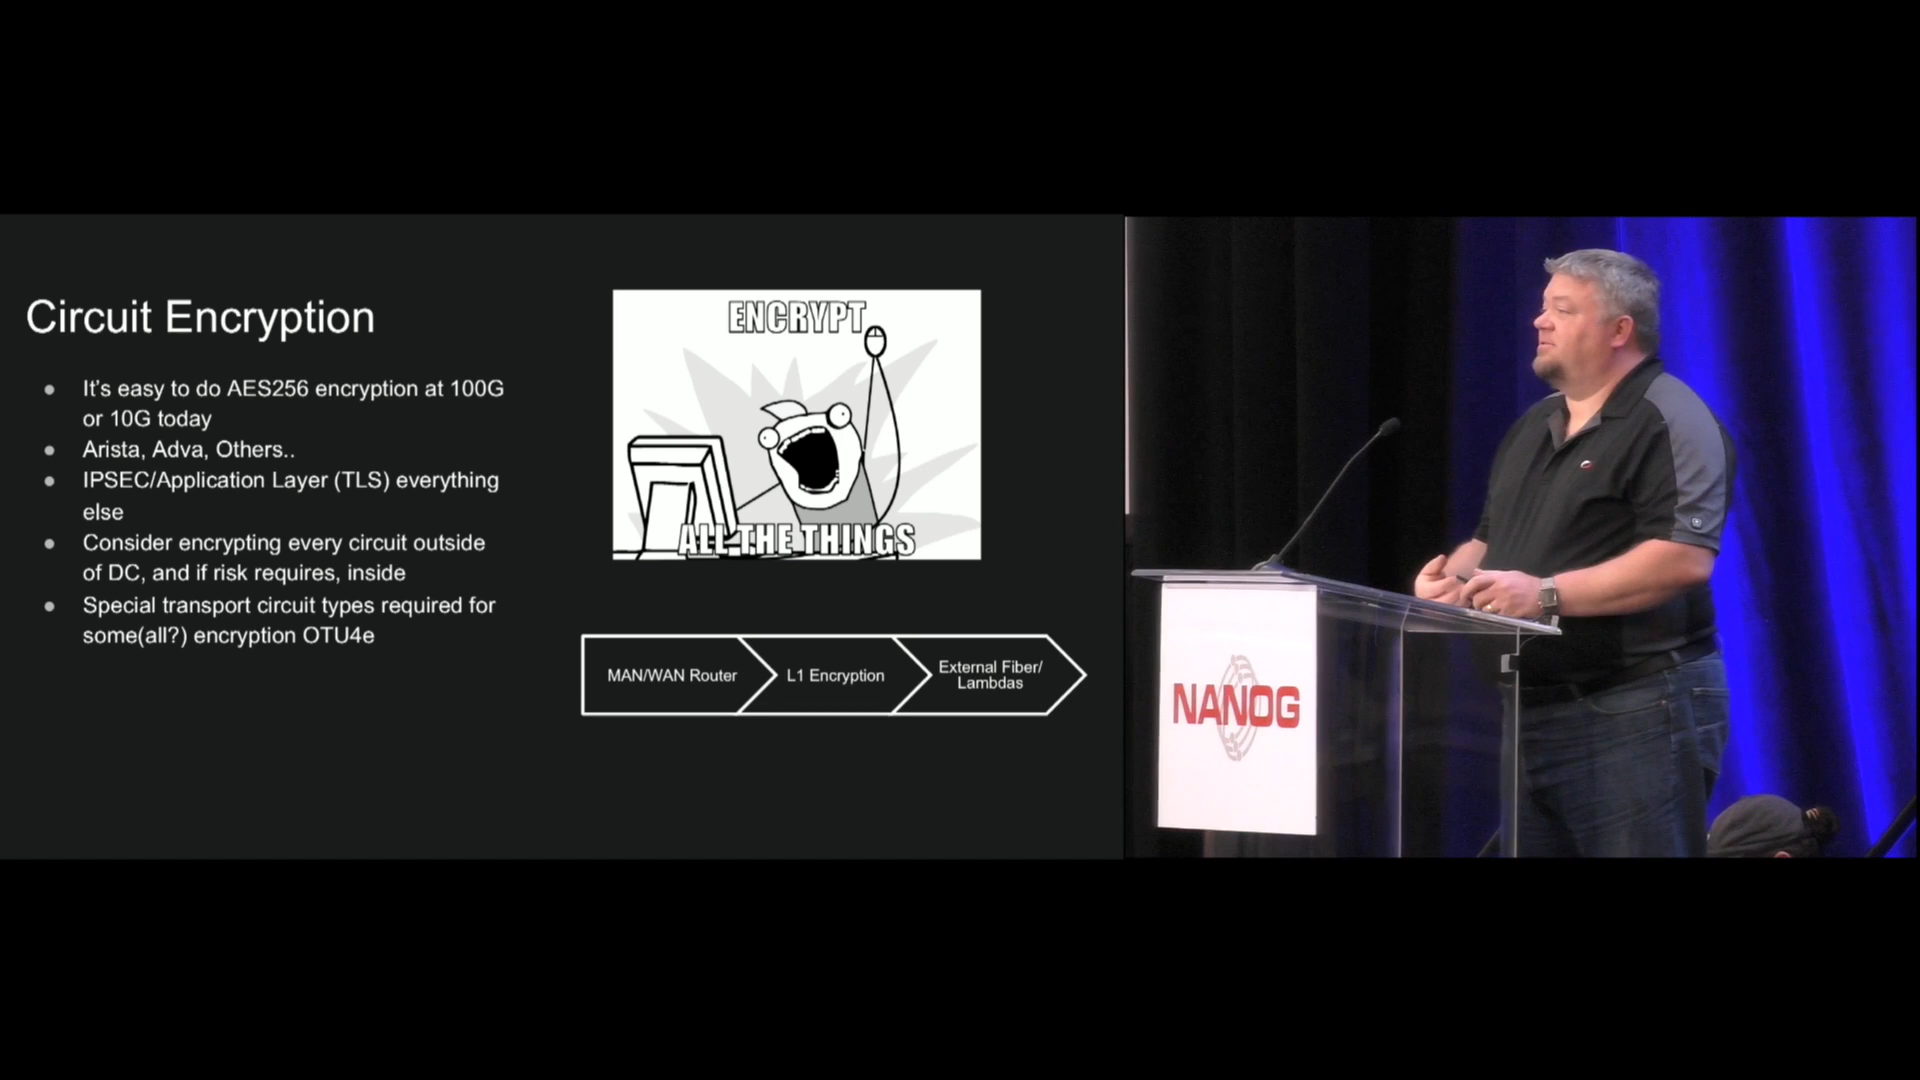 Circuit Encryption
It's easy to do AES256 encryption at 100G
or 10G today
Arista, Adva, Others..
IPSEC/Application Layer (TLS) everything
else
Consider encrypting every circuit outside
of DC, and if risk requires, inside
Special transport circuit types required for
some(all?) encryption OTU4e
ENCRYPT
ALL THE THINGS
MAN/WAN Router
L1 Encryption
External Fiber/
Lambdas
NANOG